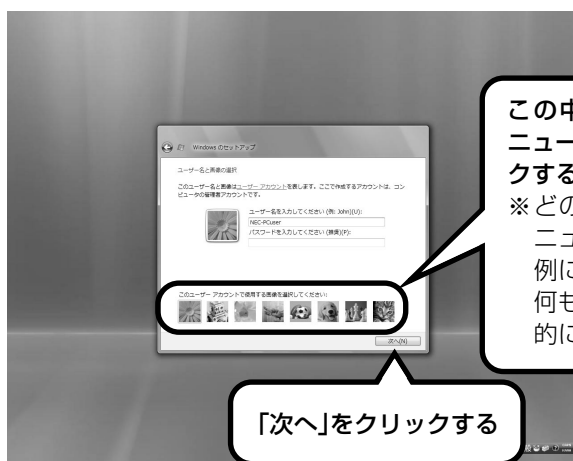 Windows のセットアップ
ユーザー名と画像の選択
このユーザー名と画像はユーザー アカウントを表します。ここで作成するアカウントは、コン
ピュータの管理者アカウントです。
ユーザー名を入力してください (例: John)(U):
NEC-PCuser
パスワードを入力してください (推奨)(P):
このユーザー アカウントで使用する画像を選択してください:
次へ(N)
この中
ニュー
クする
※どの
ニュ
例に
何も
的に
「次へ」をクリックする